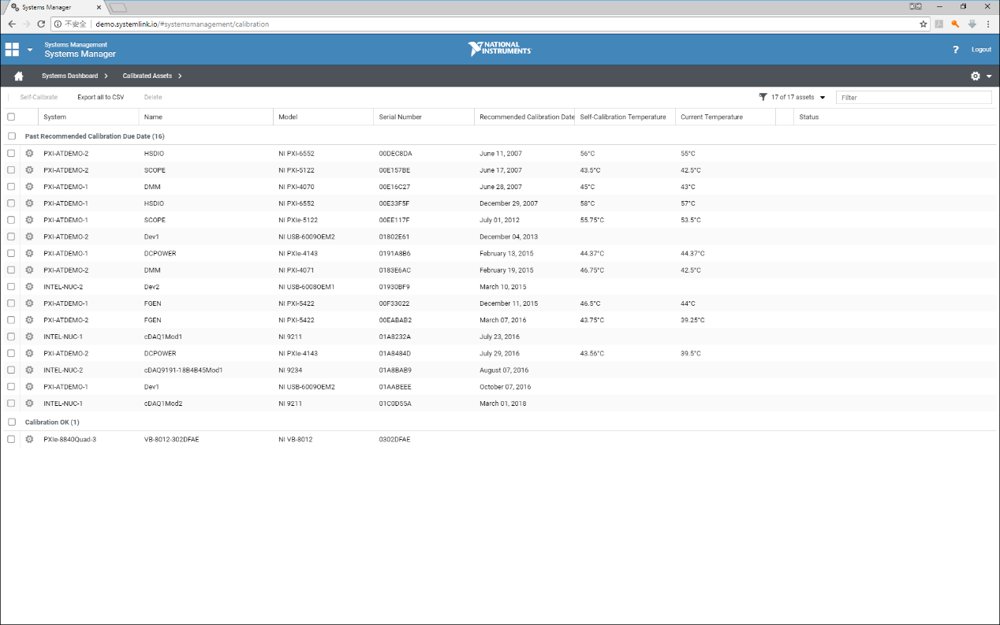 Systems Manager
不安全 demo.systemlink.io/#systemsmanagement/calibration
Systems Management
Systems Manager
NATIONAL INSTRUMENTS
? Logout
Systems Dashboard Calibrated Assets
Self-Calibrate Export all to CSV Delete 17 of 17 assets Filter
System Name Model Serial Number Recommended Calibration Date Self-Calibration Temperature Current Temperature Status
Past Recommended Calibration Due Date (16)
PXI-ATDEMO-2 HSDIO NI PXI-6552 00DEC8DA June 11, 2007 56°C 55°C
PXI-ATDEMO-2 SCOPE NI PXI-5122 00E157BE June 17, 2007 43.5°C 42.5°C
PXI-ATDEMO-1 DMM NI PXI-4070 00E16C27 June 28, 2007 45°C 43°C
PXI-ATDEMO-1 HSDIO NI PXI-6552 00E33F5F December 29, 2007 58°C 57°C
PXI-ATDEMO-1 SCOPE NI PXIe-5122 00EE117F July 01, 2012 55.75°C 53.5°C
PXI-ATDEMO-2 Dev1 NI USB-6009OEM2 01802E61 December 04, 2013
PXI-ATDEMO-1 DCPOWER NI PXIe-4143 0191A8B6 February 13, 2015 44.37°C 44.37°C
PXI-ATDEMO-2 DMM NI PXI-4071 0183E6AC February 19, 2015 46.75°C 42.5°C
INTEL-NUC-2 Dev2 NI USB-6008OEM1 01930BF9 March 10, 2015
PXI-ATDEMO-1 FGEN NI PXI-5422 00F33022 December 11, 2015 46.5°C 44°C
PXI-ATDEMO-2 FGEN NI PXI-5422 00EABAB2 March 07, 2016 43.75°C 39.25°C
INTEL-NUC-1 cDAQ1Mod1 NI 9211 01A8232A July 23, 2016
PXI-ATDEMO-2 DCPOWER NI PXIe-4143 01A8484D July 29, 2016 43.56°C 39.5°C
INTEL-NUC-2 cDAQ9191-18B4B45Mod1 NI 9234 01A8BAB9 August 07, 2016
PXI-ATDEMO-1 Dev1 NI USB-6009OEM2 01AABEEE October 07, 2016
INTEL-NUC-1 cDAQ1Mod2 NI 9211 01C0D55A March 01, 2018
Calibration OK (1)
PXIe-8840Quad-3 VB-8012-302DFAE NI VB-8012 0302DFAE